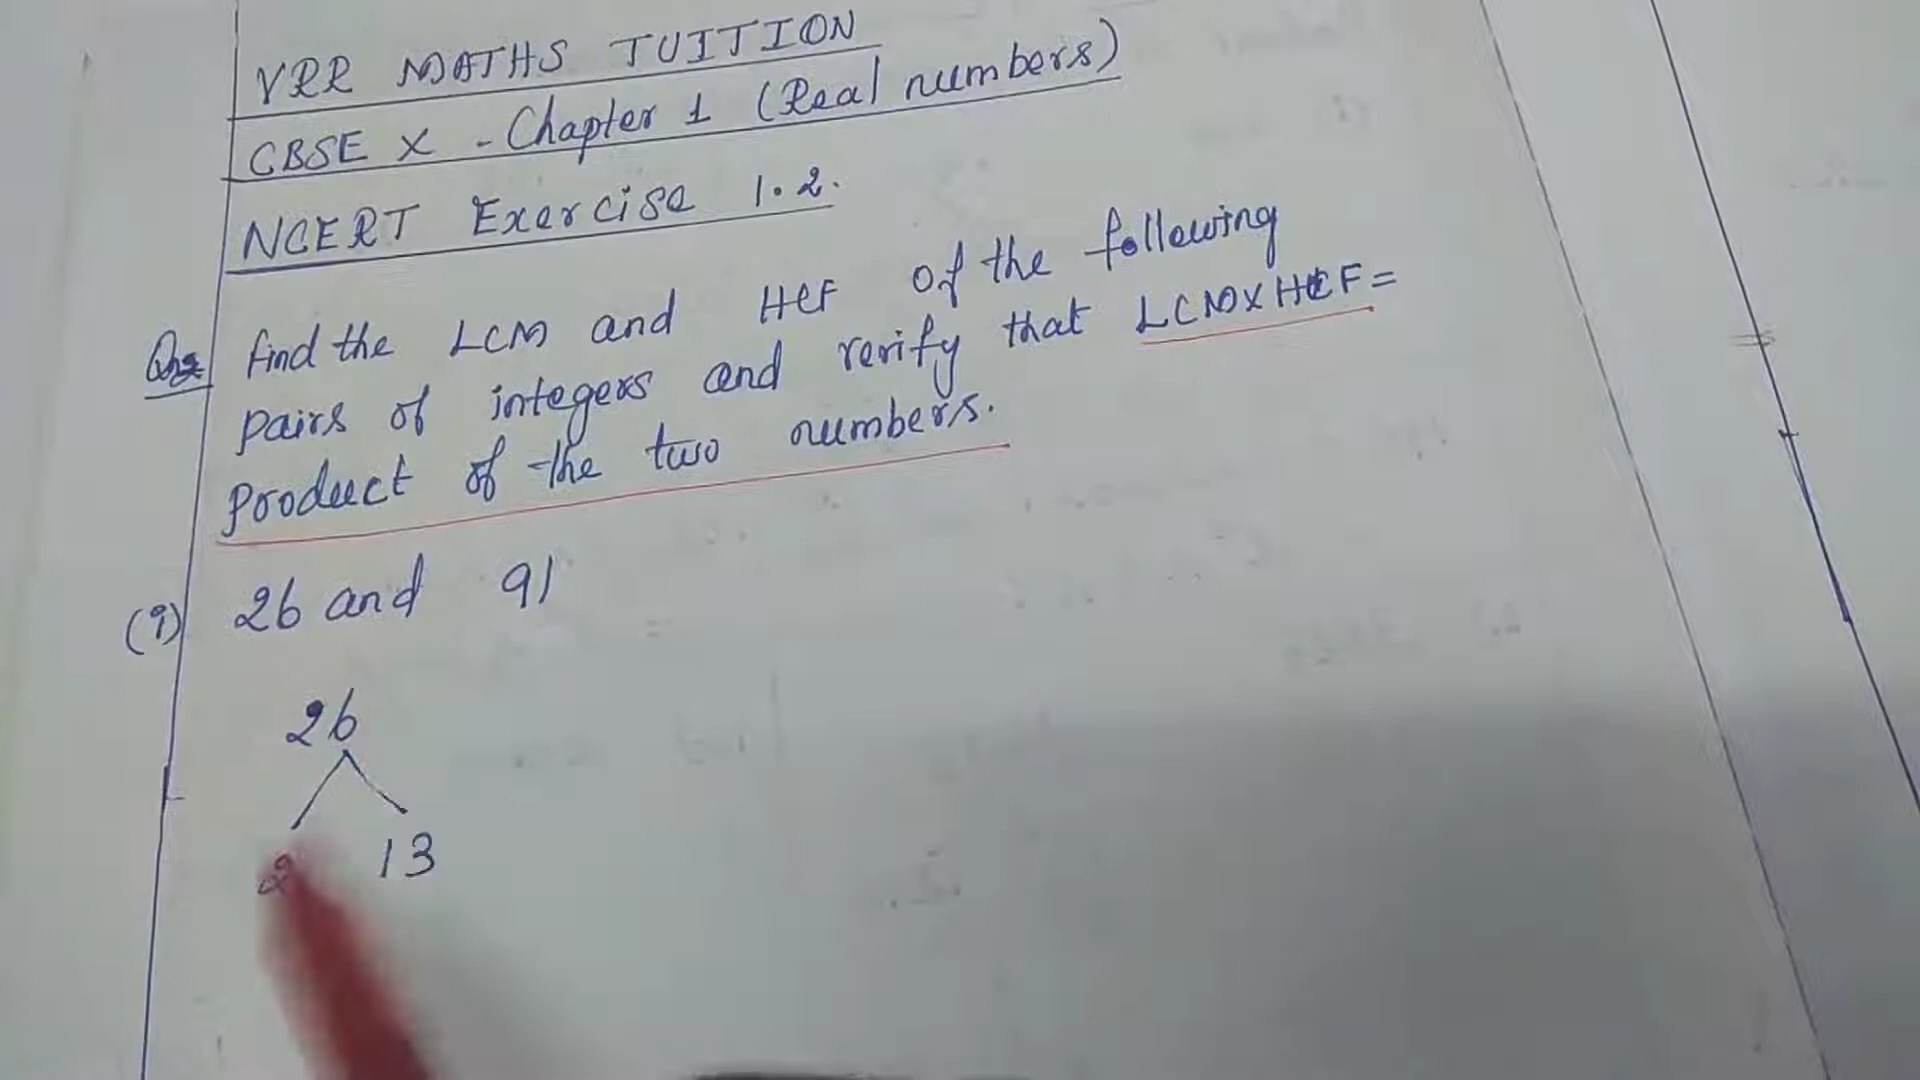 VRR MATHS TUITION
CBSE X - Chapter 1 (Real numbers)
NCERT Exercise 1.2.
Find the LCM and HCF of the following
pairs of integers and verify that LCM X HCF =
product of the two numbers.
(i) 26 and 91
26
2 13